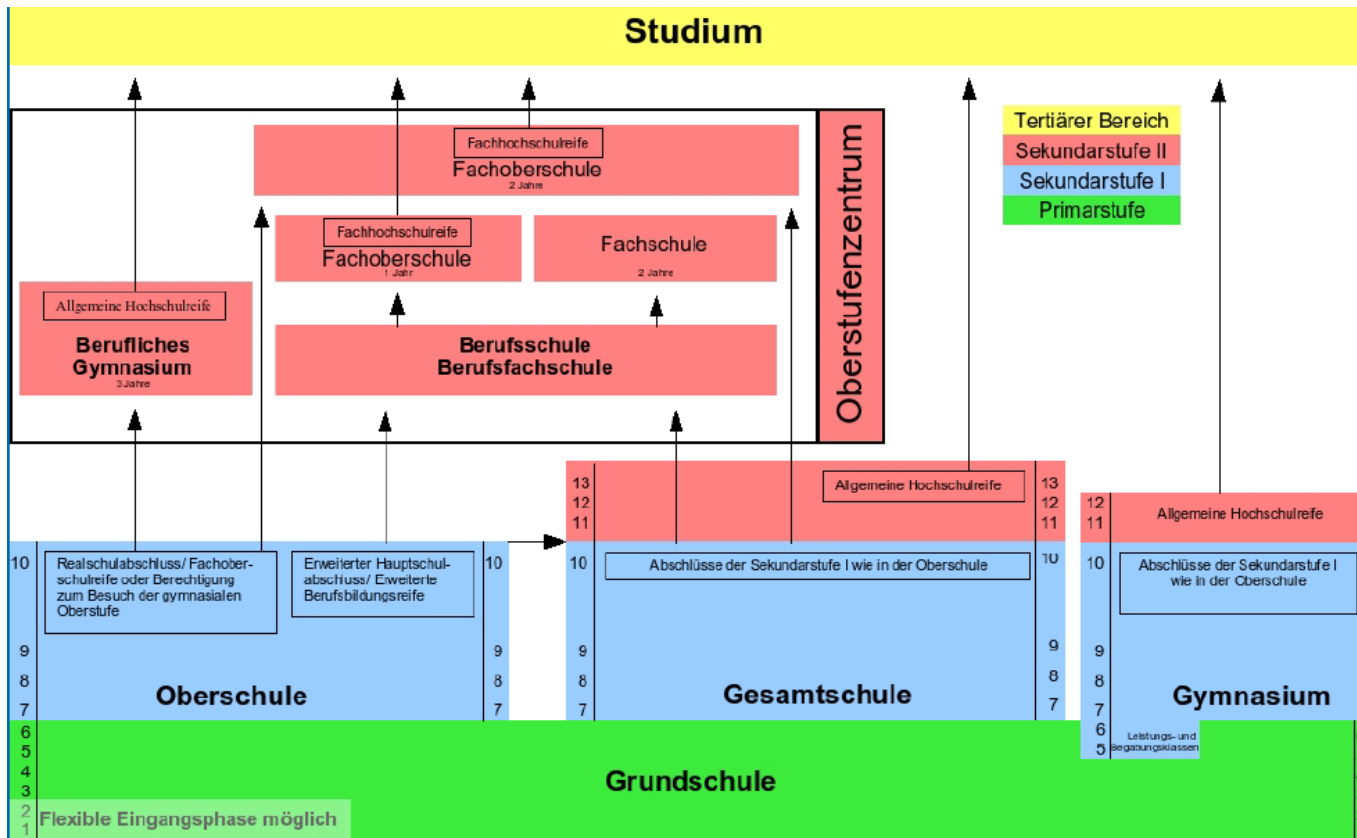 Studium
Tertiärer Bereich
Sekundarstufe II
Sekundarstufe I
Primarstufe
Fachhochschulreife
Fachoberschule
2 Jahre
Fachhochschulreife
Fachoberschule
1 Jahr
Fachschule
2 Jahre
Oberstufenzentrum
Allgemeine Hochschulreife
Berufliches
Gymnasium
3 Jahre
Berufsschule
Berufsfachschule
13
12
11
Allgemeine Hochschulreife
13
12
11
12
11
Allgemeine Hochschulreife
10
Realschulabschluss/ Fachober-
schulreife oder Berechtigung
zum Besuch der gymnasialen
Oberstufe
Erweiterter Hauptschul-
abschluss/ Erweiterte
Berufsbildungsreife
10
10
Abschlüsse der Sekundarstufe I wie in der Oberschule
10
10
Abschlüsse der Sekundarstufe I
wie in der Oberschule
9
8
7
Oberschule
9
8
7
9
8
7
Gesamtschule
9
8
7
9
8
7
Gymnasium
6
5
Leistungs- und
Begabungsklassen
6
5
4
3
2
1
Grundschule
Flexible Eingangsphase möglich